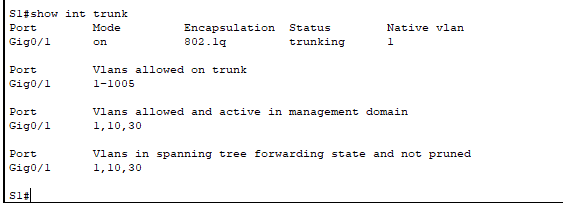 S1#show int trunk
Port        Mode         Encapsulation  Status        Native vlan
Gig0/1      on           802.1q         trunking      1

Port        Vlans allowed on trunk
Gig0/1      1-1005

Port        Vlans allowed and active in management domain
Gig0/1      1,10,30

Port        Vlans in spanning tree forwarding state and not pruned
Gig0/1      1,10,30

S1#